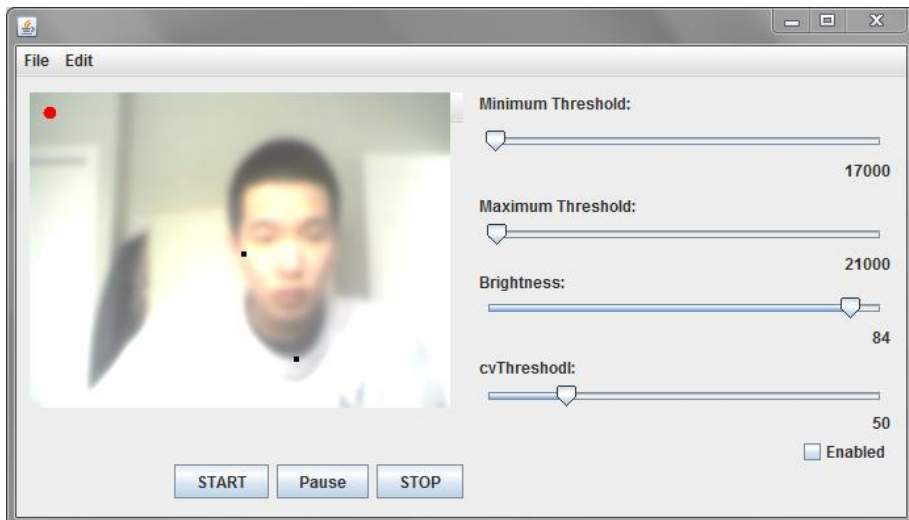 File Edit
Minimum Threshold:
17000
Maximum Threshold:
21000
Brightness:
84
cvThreshodl:
50
Enabled
START Pause STOP